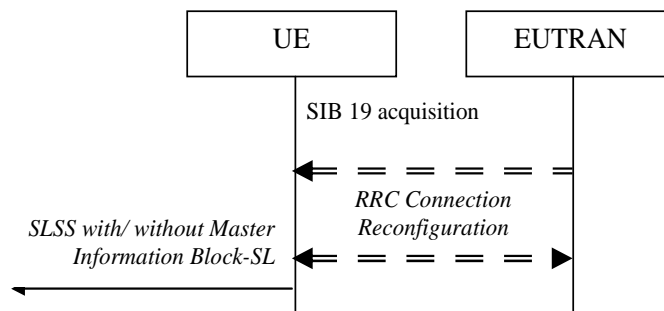 UE
EUTRAN
SIB 19 acquisition
RRC Connection
Reconfiguration
SLSS with/ without Master
Information Block-SL